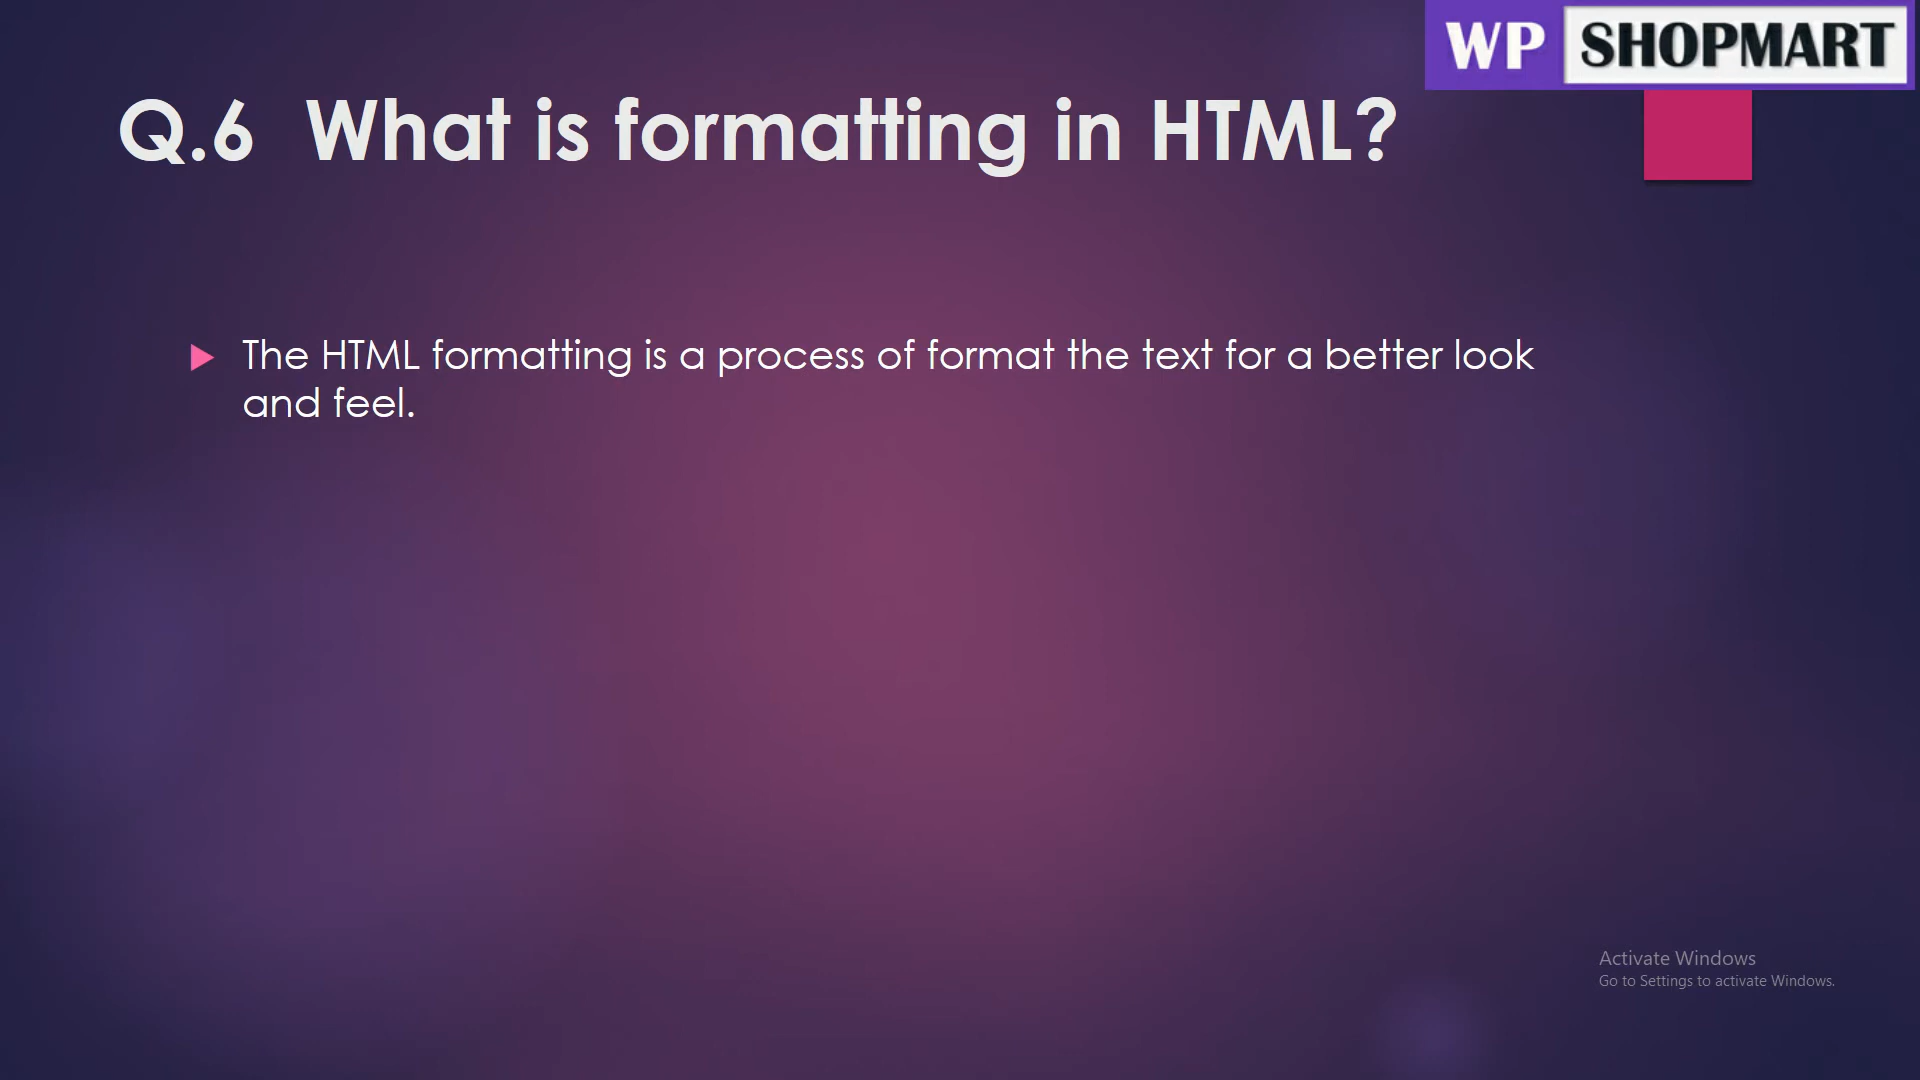 WP SHOPMART
Q.6 What is formatting in HTML?
The HTML formatting is a process of format the text for a better look
and feel.
Activate Windows
Go to Settings to activate Windows.